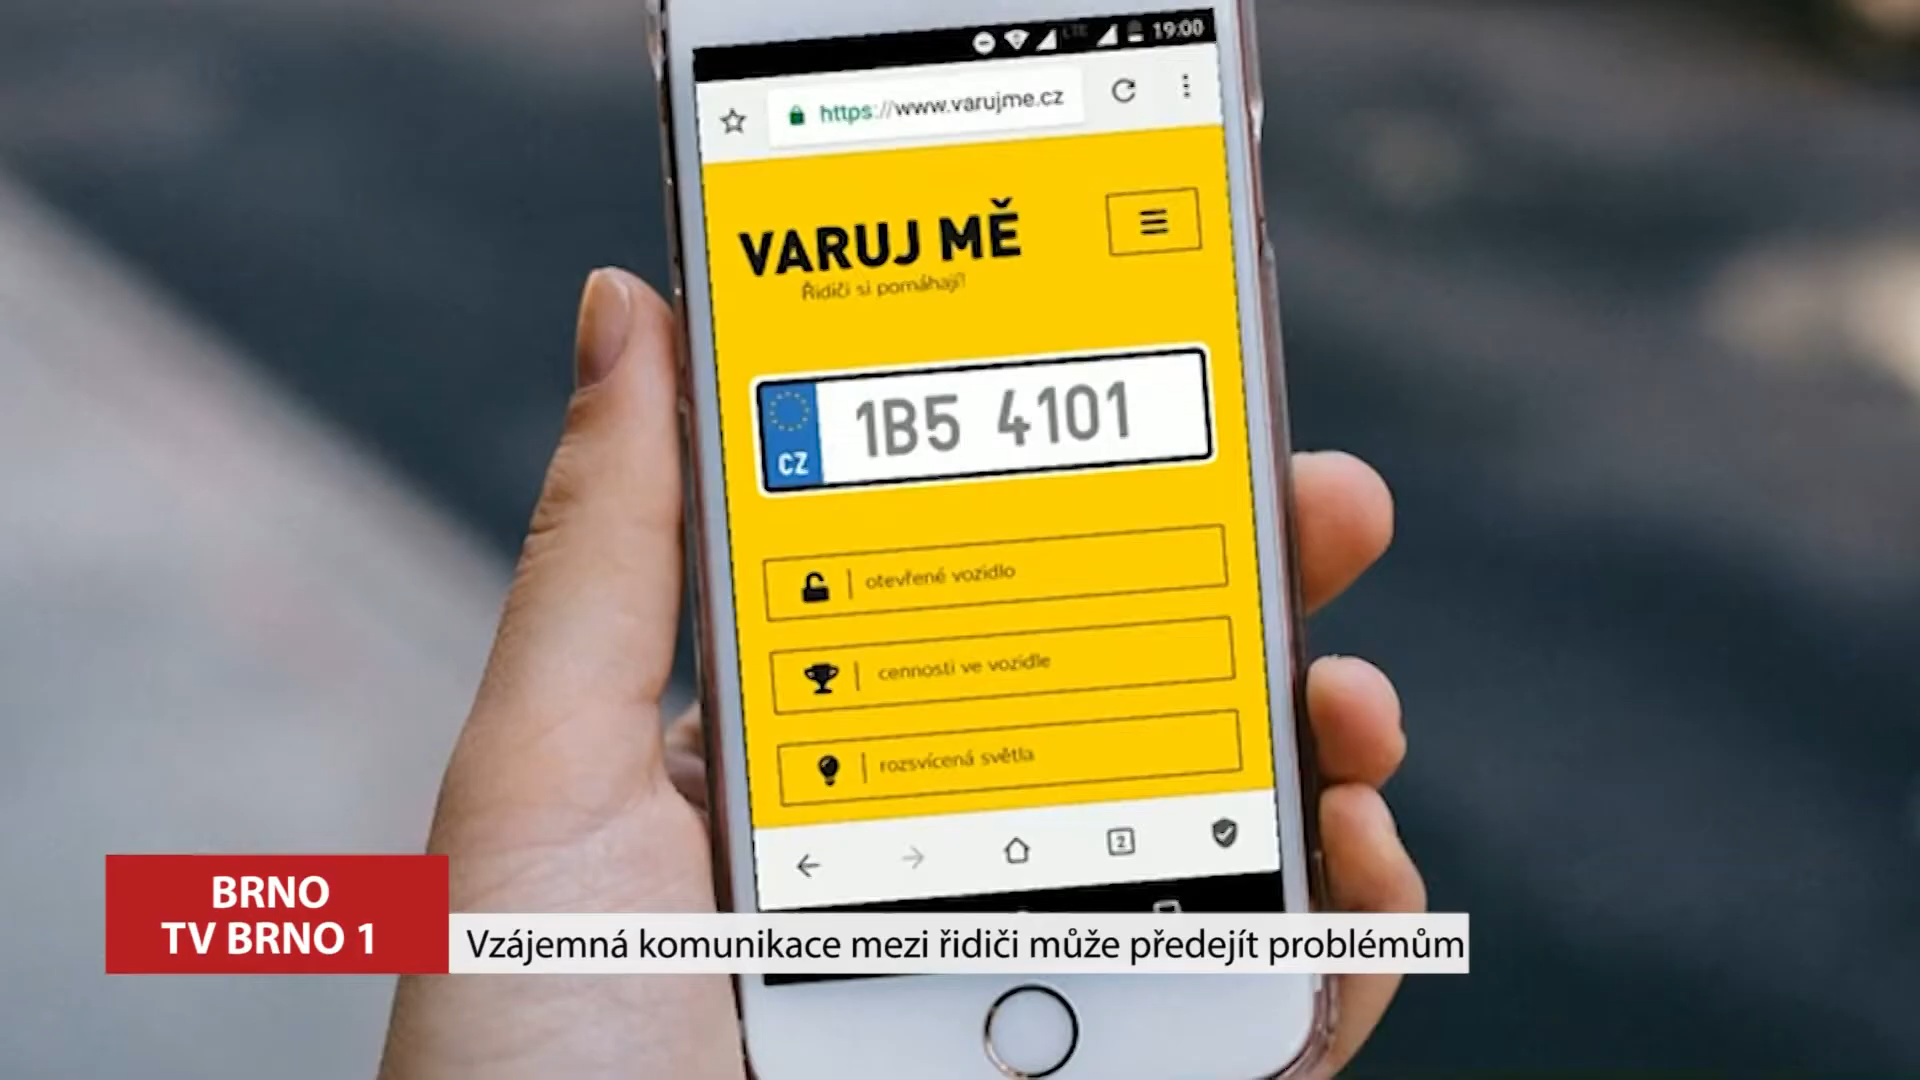 LTE 19:00
https://www.varujme.cz
VARUJ MĚ
Řidiči si pomáhají!
CZ
1B5 4101
otevřené vozidlo
cennosti ve vozidle
rozsvícená světla
2
BRNO
TV BRNO 1
Vzájemná komunikace mezi řidiči může předejít problémům